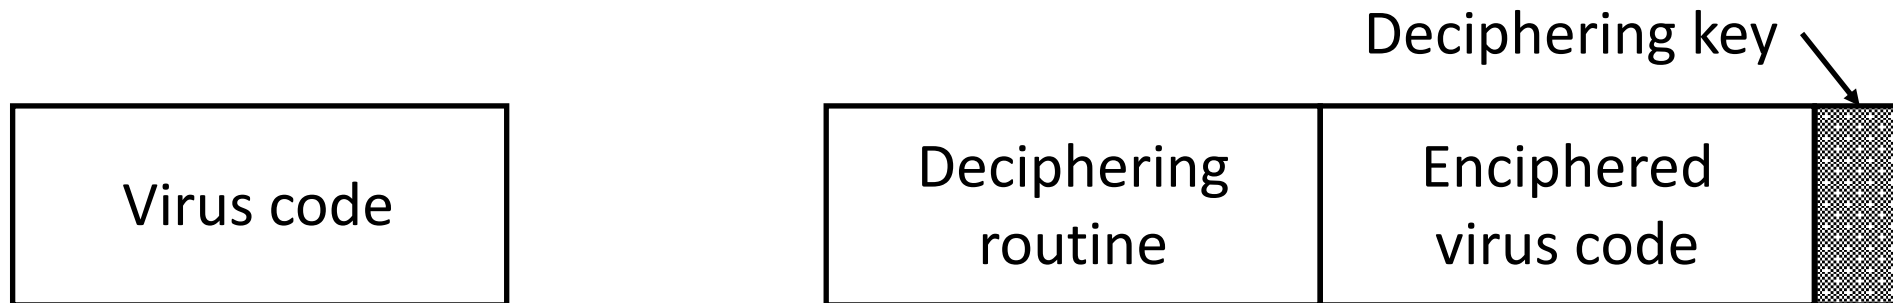 Deciphering key
Virus code
Deciphering
routine
Enciphered
virus code